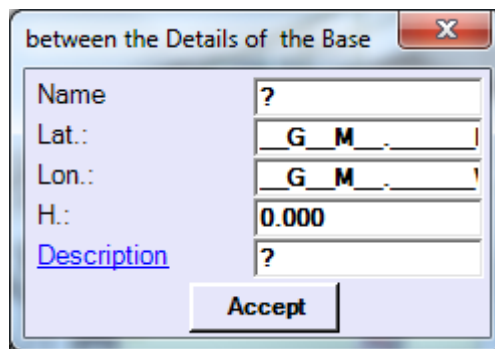 between the Details of the Base
Name ?
Lat.: __G__M__.______
Lon.: __G__M__.______
H.: 0.000
Description ?
Accept